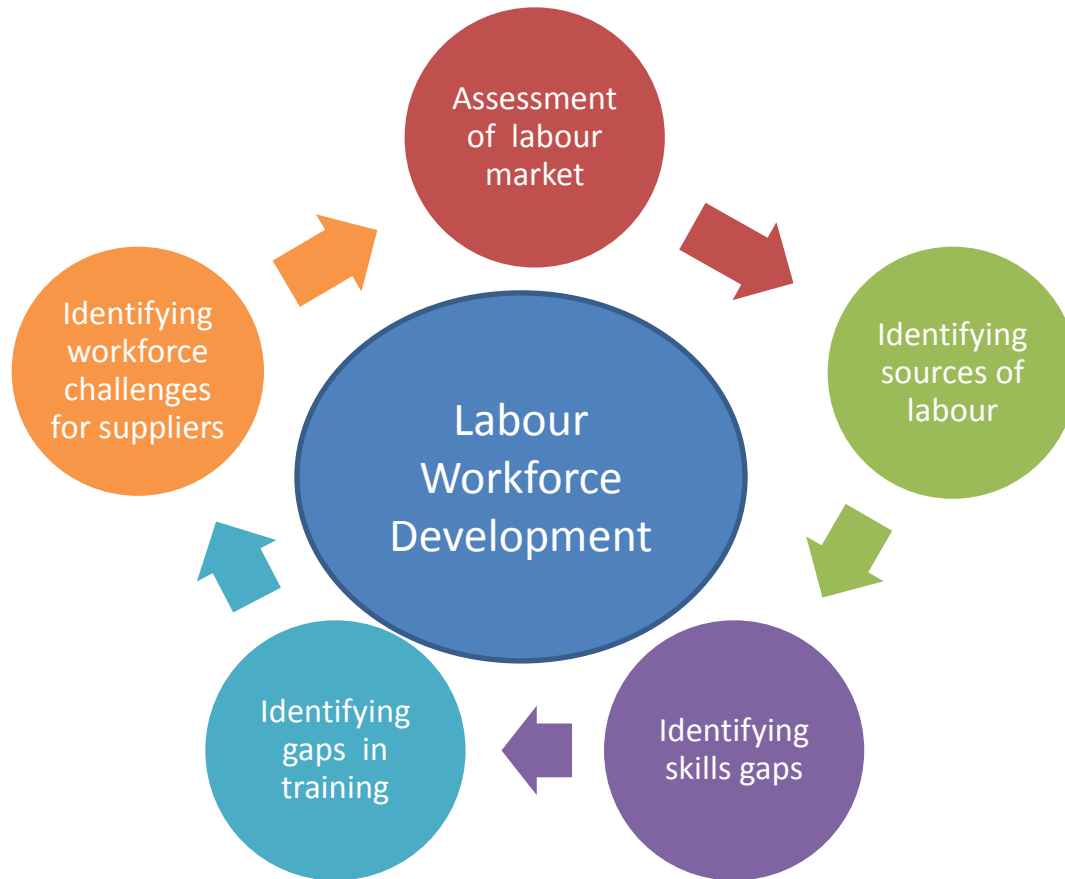 Assessment
of labour
market
Identifying
sources of
labour
Identifying
skills gaps
Identifying
gaps in
training
Identifying
workforce
challenges
for suppliers
Labour
Workforce
Development